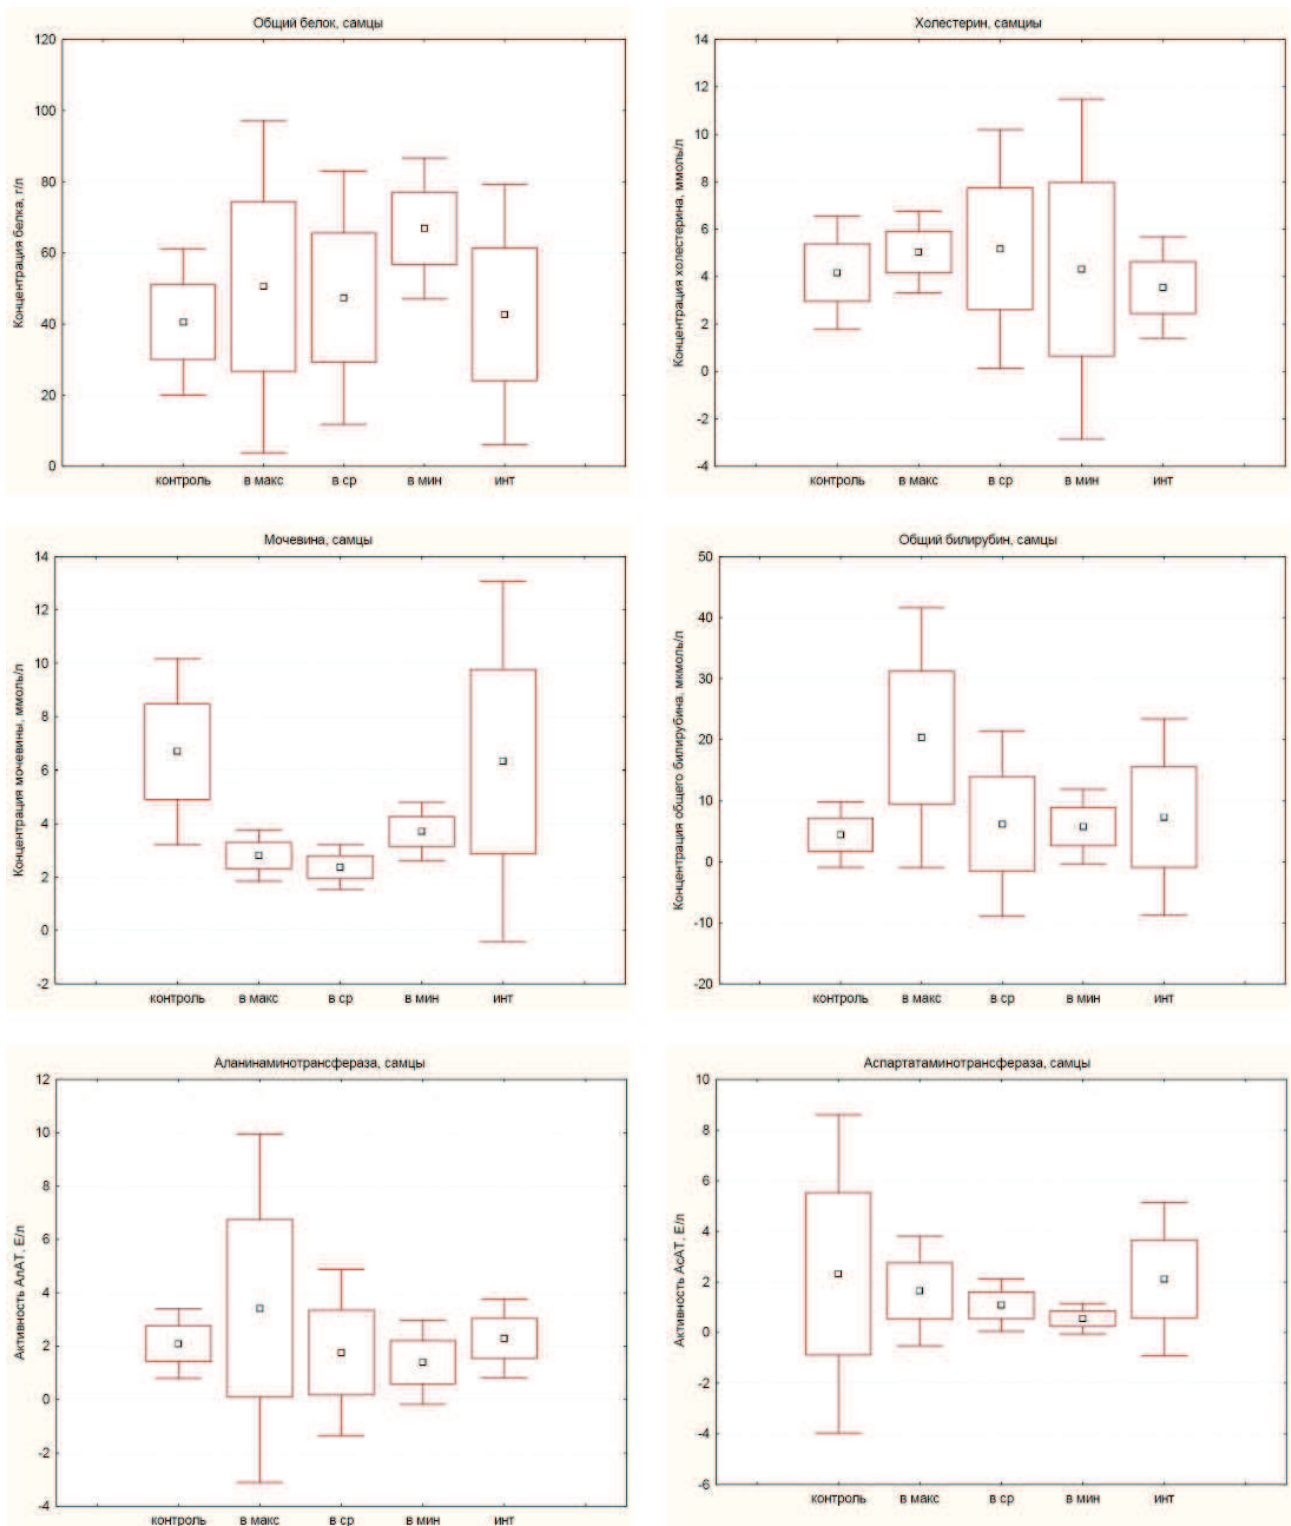 Общий белок, самцы
Концентрация белка, г/л
120
100
80
60
40
20
0
контроль в макс в ср в мин инт
Холестерин, самциы
Концентрация холестерина, ммоль/л
14
12
10
8
6
4
2
0
-2
-4
контроль в макс в ср в мин инт
Мочевина, самцы
Концентрация мочевины, ммоль/л
14
12
10
8
6
4
2
0
-2
контроль в макс в ср в мин инт
Общий билирубин, самцы
Концентрация общего билирубина, мкмоль/л
50
40
30
20
10
0
-10
-20
контроль в макс в ср в мин инт
Аланинаминотрансфераза, самцы
Активность АлАТ, Е/л
12
10
8
6
4
2
0
-2
-4
контроль в макс в ср в мин инт
Аспартатаминотрансфераза, самцы
Активность АсАТ, Е/л
10
8
6
4
2
0
-2
-4
-6
контроль в макс в ср в мин инт